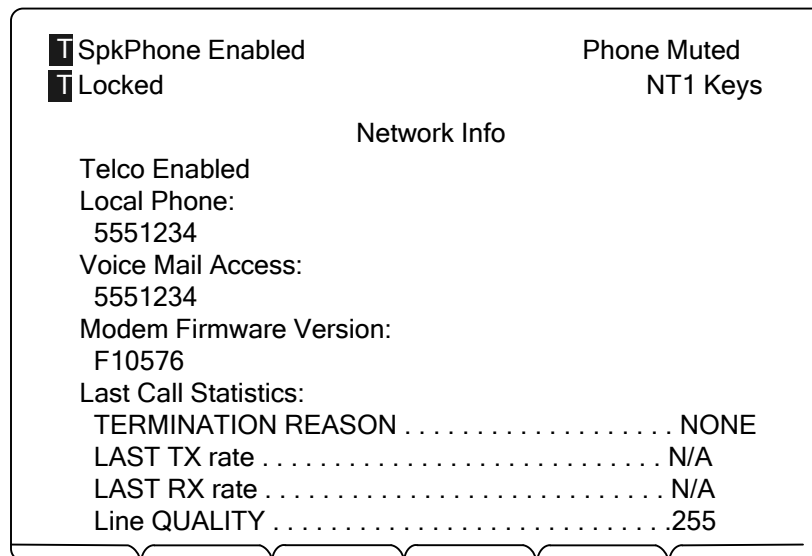 T SpkPhone Enabled Phone Muted
T Locked NT1 Keys
Network Info
Telco Enabled
Local Phone:
5551234
Voice Mail Access:
5551234
Modem Firmware Version:
F10576
Last Call Statistics:
TERMINATION REASON . . . . . . . . . . . . . . . . . . . . NONE
LAST TX rate . . . . . . . . . . . . . . . . . . . . . . . . . . . . N/A
LAST RX rate . . . . . . . . . . . . . . . . . . . . . . . . . . . . N/A
Line QUALITY . . . . . . . . . . . . . . . . . . . . . . . . . . . .255